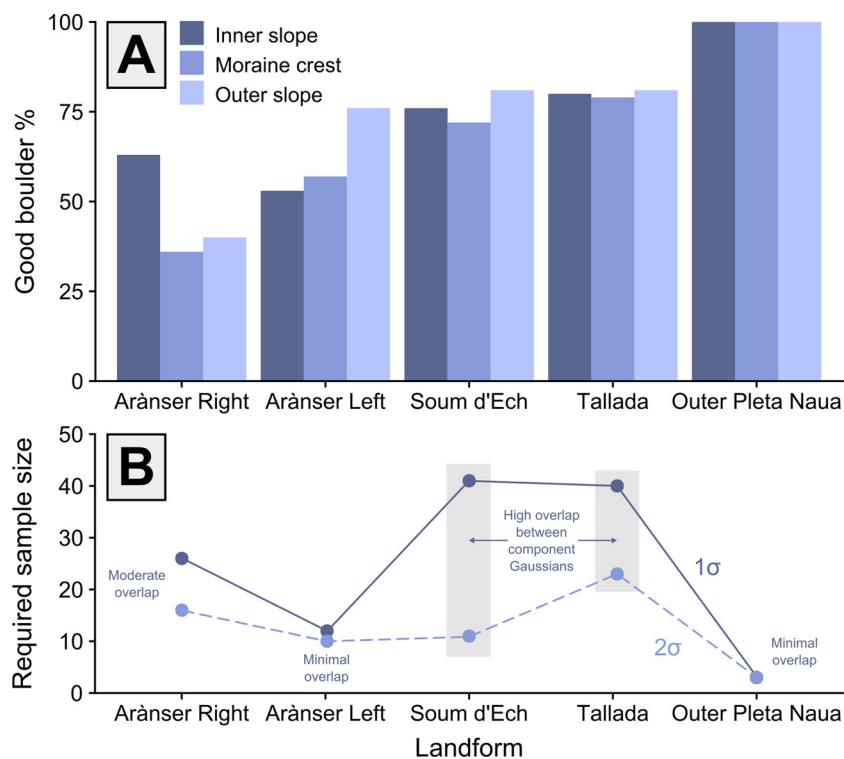 A
Inner slope
Moraine crest
Outer slope
Good boulder %
100
75
50
25
0
Arànser Right
Arànser Left
Soum d'Ech
Tallada
Outer Pleta Naua
B
Required sample size
50
40
30
20
10
0
Moderate
overlap
Minimal
overlap
High overlap
between
component
Gaussians
1σ
2σ
Minimal
overlap
Arànser Right
Arànser Left
Soum d'Ech
Tallada
Outer Pleta Naua
Landform